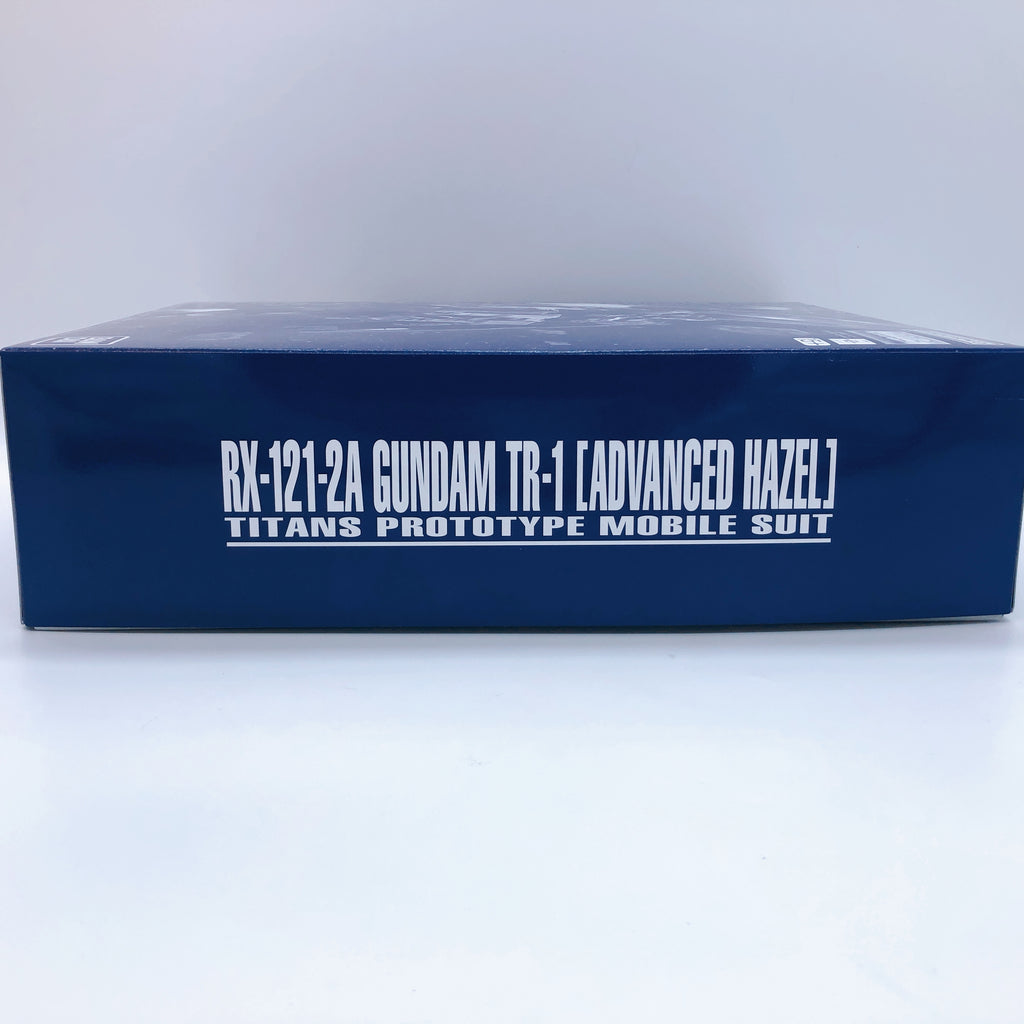 RX-121-2A GUNDAM TR-1 [ADVANCED HAZEL]
TITANS PROTOTYPE MOBILE SUIT